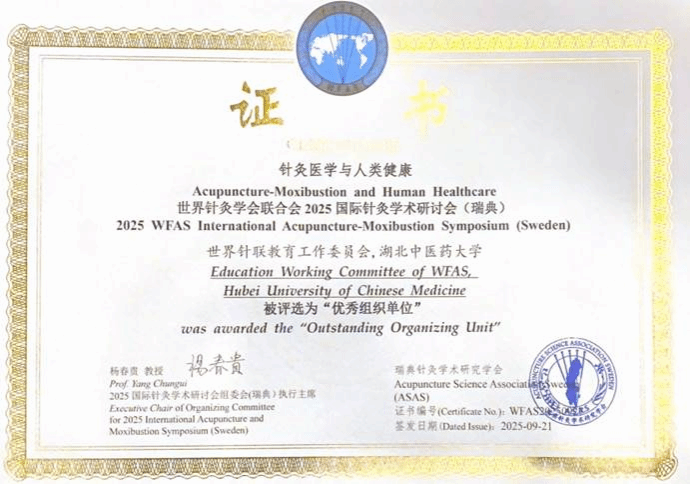 证 书
针灸医学与人类健康
Acupuncture-Moxibustion and Human Healthcare
世界针灸学会联合会 2025 国际针灸学术研讨会（瑞典）
2025 WFAS International Acupuncture-Moxibustion Symposium (Sweden)
世界针联教育工作委员会,湖北中医药大学
Education Working Committee of WFAS,
Hubei University of Chinese Medicine
被评选为“优秀组织单位”
was awarded the “Outstanding Organizing Unit”
杨春贵 教授 杨春贵
Prof. Yang Chungui
2025 国际针灸学术研讨会组委会(瑞典)执行主席
Executive Chair of Organizing Committee
for 2025 International Acupuncture and
Moxibustion Symposium (Sweden)
瑞典针灸学术研究学会
Acupuncture Science Association Sweden
(ASAS)
证书编号(Certificate No.): 
签发日期(Dated Issue): 2025-09-21
ACUPUNCTURE SCIENCE ASSOCIATION SWEDEN